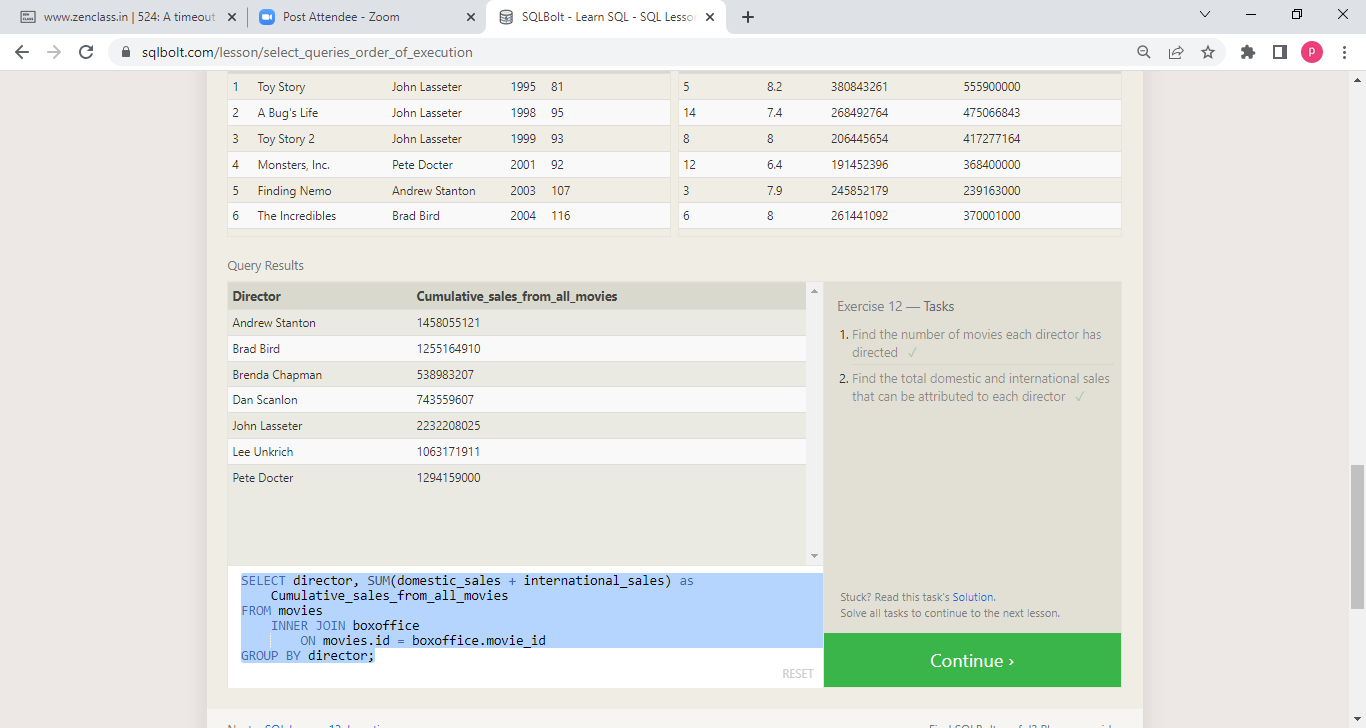 www.zenclass.in | 524: A timeout
Post Attendee - Zoom
SQLBolt - Learn SQL - SQL Lesso
sqlbolt.com/lesson/select_queries_order_of_execution
P
1 Toy Story John Lasseter 1995 81
2 A Bug's Life John Lasseter 1998 95
3 Toy Story 2 John Lasseter 1999 93
4 Monsters, Inc. Pete Docter 2001 92
5 Finding Nemo Andrew Stanton 2003 107
6 The Incredibles Brad Bird 2004 116
5 8.2 380843261 555900000
14 7.4 268492764 475066843
8 8 206445654 417277164
12 6.4 191452396 368400000
3 7.9 245852179 239163000
6 8 261441092 370001000
Query Results
Director Cumulative_sales_from_all_movies
Andrew Stanton 1458055121
Brad Bird 1255164910
Brenda Chapman 538983207
Dan Scanlon 743559607
John Lasseter 2232208025
Lee Unkrich 1063171911
Pete Docter 1294159000
SELECT director, SUM(domestic_sales + international_sales) as
Cumulative_sales_from_all_movies
FROM movies
INNER JOIN boxoffice
ON movies.id = boxoffice.movie_id
GROUP BY director;
RESET
Exercise 12 — Tasks
1. Find the number of movies each director has
directed ✓
2. Find the total domestic and international sales
that can be attributed to each director ✓
Stuck? Read this task's Solution.
Solve all tasks to continue to the next lesson.
Continue ›